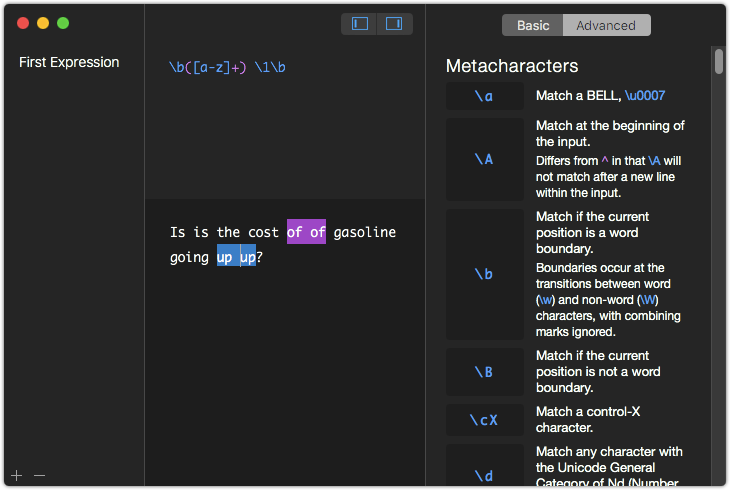 Basic
Advanced
First Expression
\b([a-z]+) \1\b
Is is the cost of of gasoline
going up up?
Metacharacters
\a
Match a BELL, \u0007
\A
Match at the beginning of
the input.
Differs from ^ in that \A will
not match after a new line
within the input.
\b
Match if the current
position is a word
boundary.
Boundaries occur at the
transitions between word
(\w) and non-word (\W)
characters, with combining
marks ignored.
\B
Match if the current
position is not a word
boundary.
\cX
Match a control-X
character.
\d
Match any character with
the Unicode General
Category of Nd (Number,